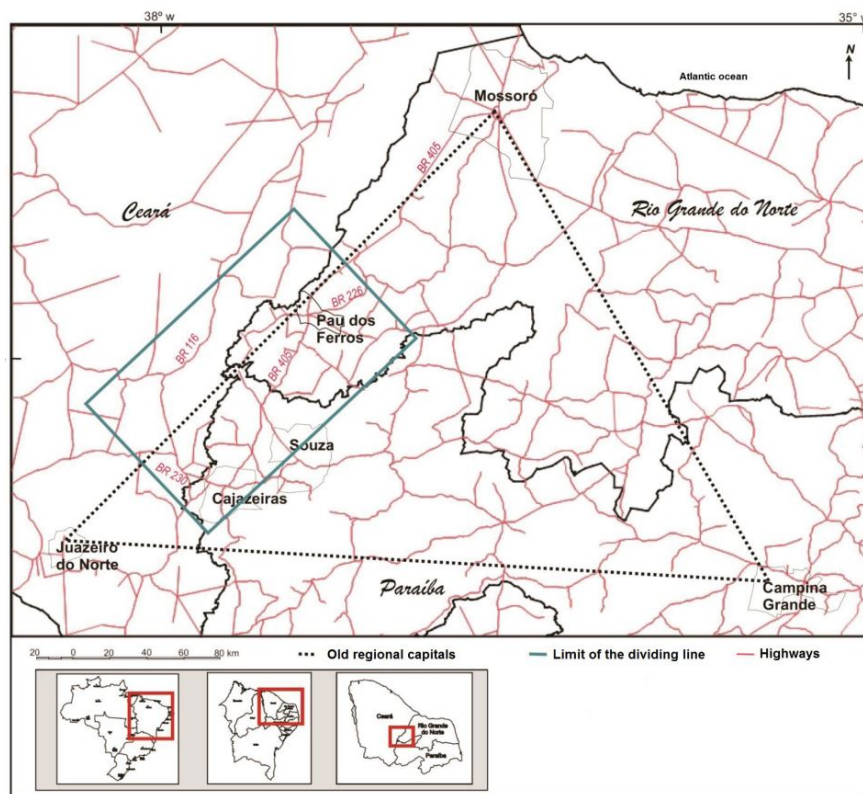 38º w
35º w
N
Atlantic ocean
Mossoró
BR 405
Ceará
Rio Grande do Norte
BR 226
Pau dos
Ferros
BR 116
BR 405
Souza
BR 230
Cajazeiras
Juazeiro
do Norte
Paraíba
Campina
Grande
20 0 20 40 60 80 km
Old regional capitals
Limit of the dividing line
Highways
Ceará
Rio Grande
do Norte
Paraíba